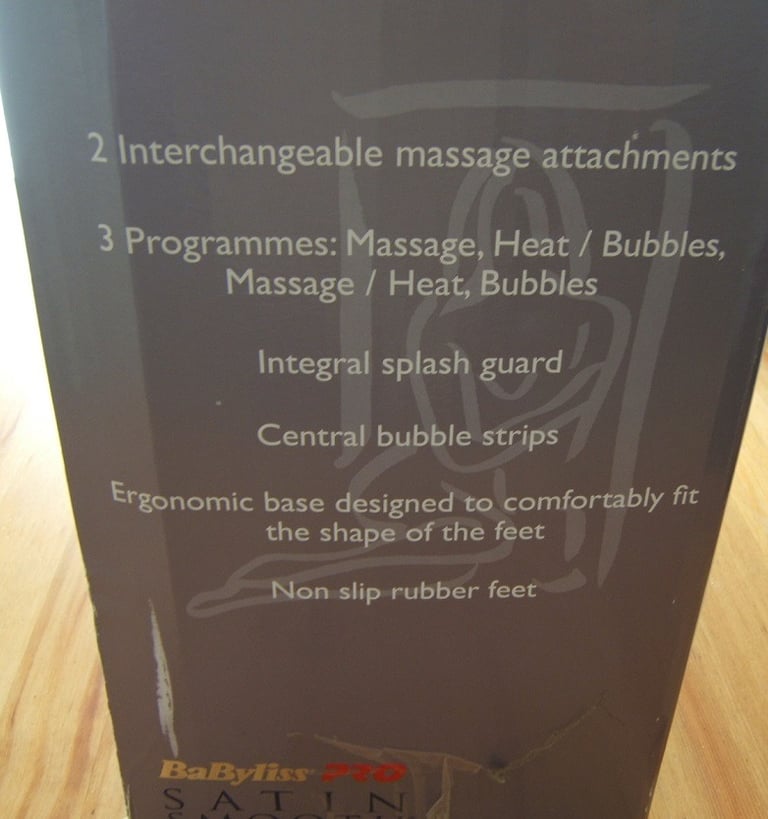 2 Interchangeable massage attachments
3 Programmes: Massage, Heat / Bubbles,
Massage / Heat, Bubbles
Integral splash guard
Central bubble strips
Ergonomic base designed to comfortably fit
the shape of the feet
Non slip rubber feet
BaByliss PRO
SATIN
SMOOTH